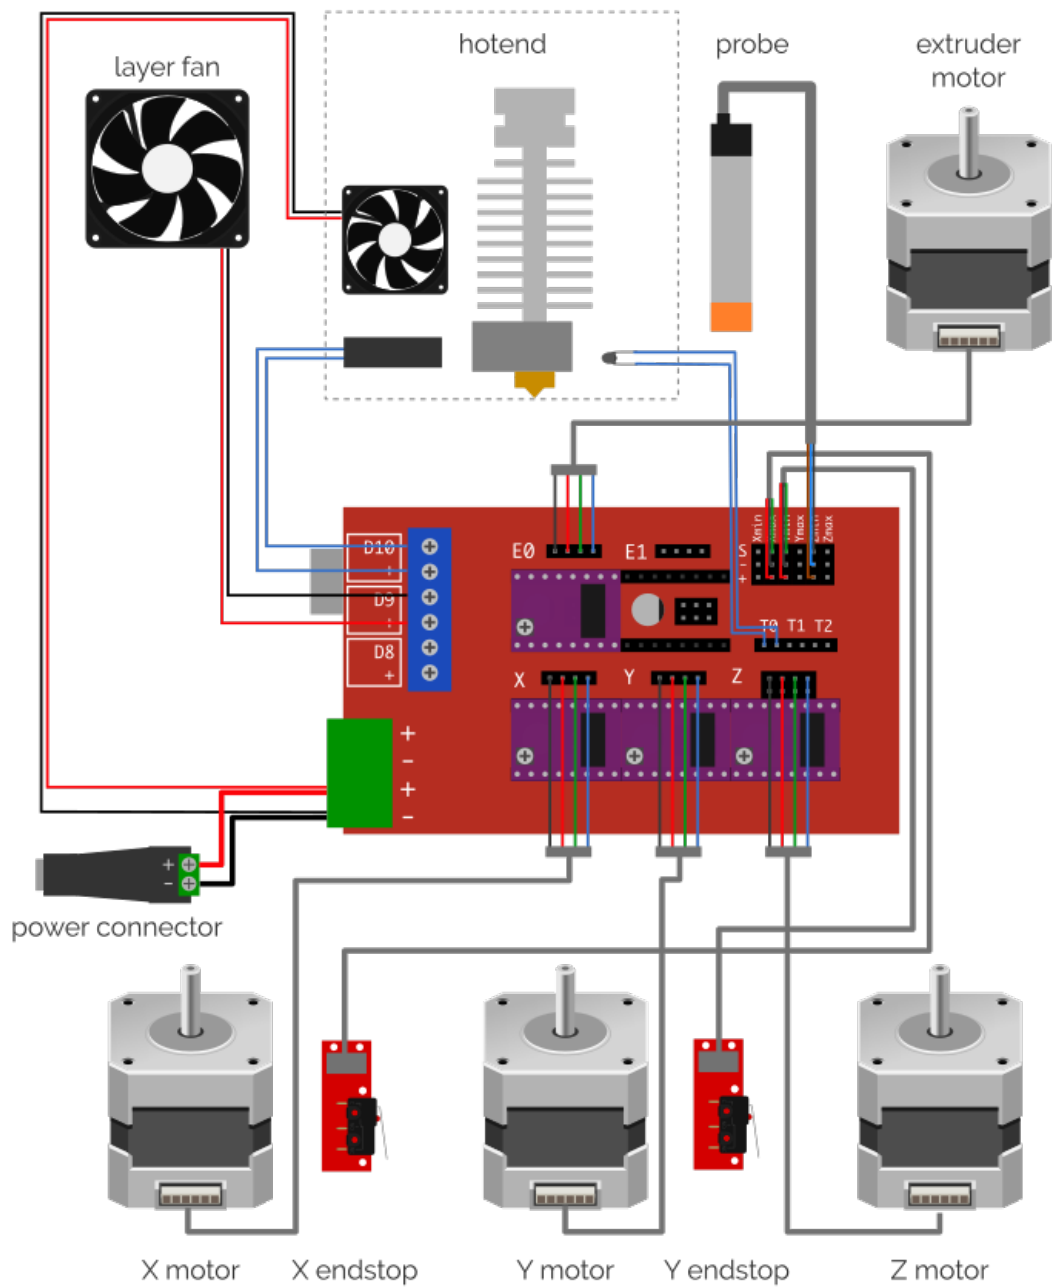 hotend
probe
extruder
motor
layer fan
Xmin
Ymax
Zmax
D10
-
E0
E1
S
-
+
D9
-
T0 T1 T2
D8
+
X
Y
Z
+
-
+
-
+
-
power connector
X motor
X endstop
Y motor
Y endstop
Z motor